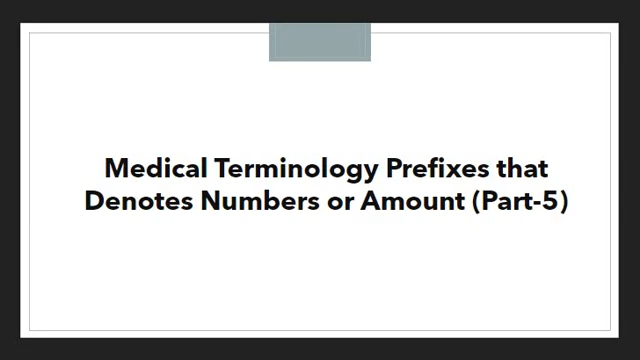 Medical Terminology Prefixes that
Denotes Numbers or Amount (Part-5)